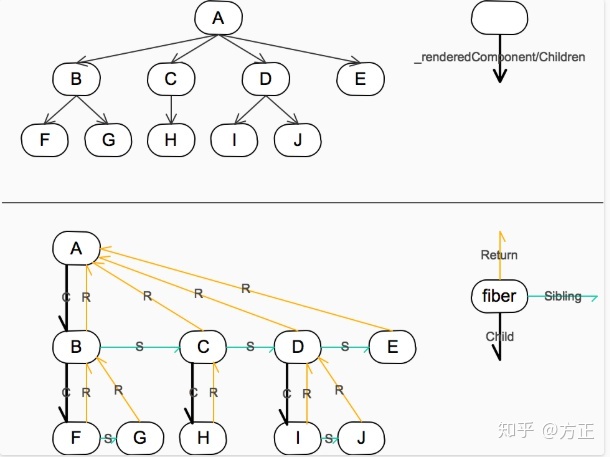 A
_renderedComponent/Children
B C D E
F G H I J
A
Return
C R R R R
fiber
Sibling
B S C S D S E
Child
C R R C R C R R
F S G H I S J
知乎 @方正